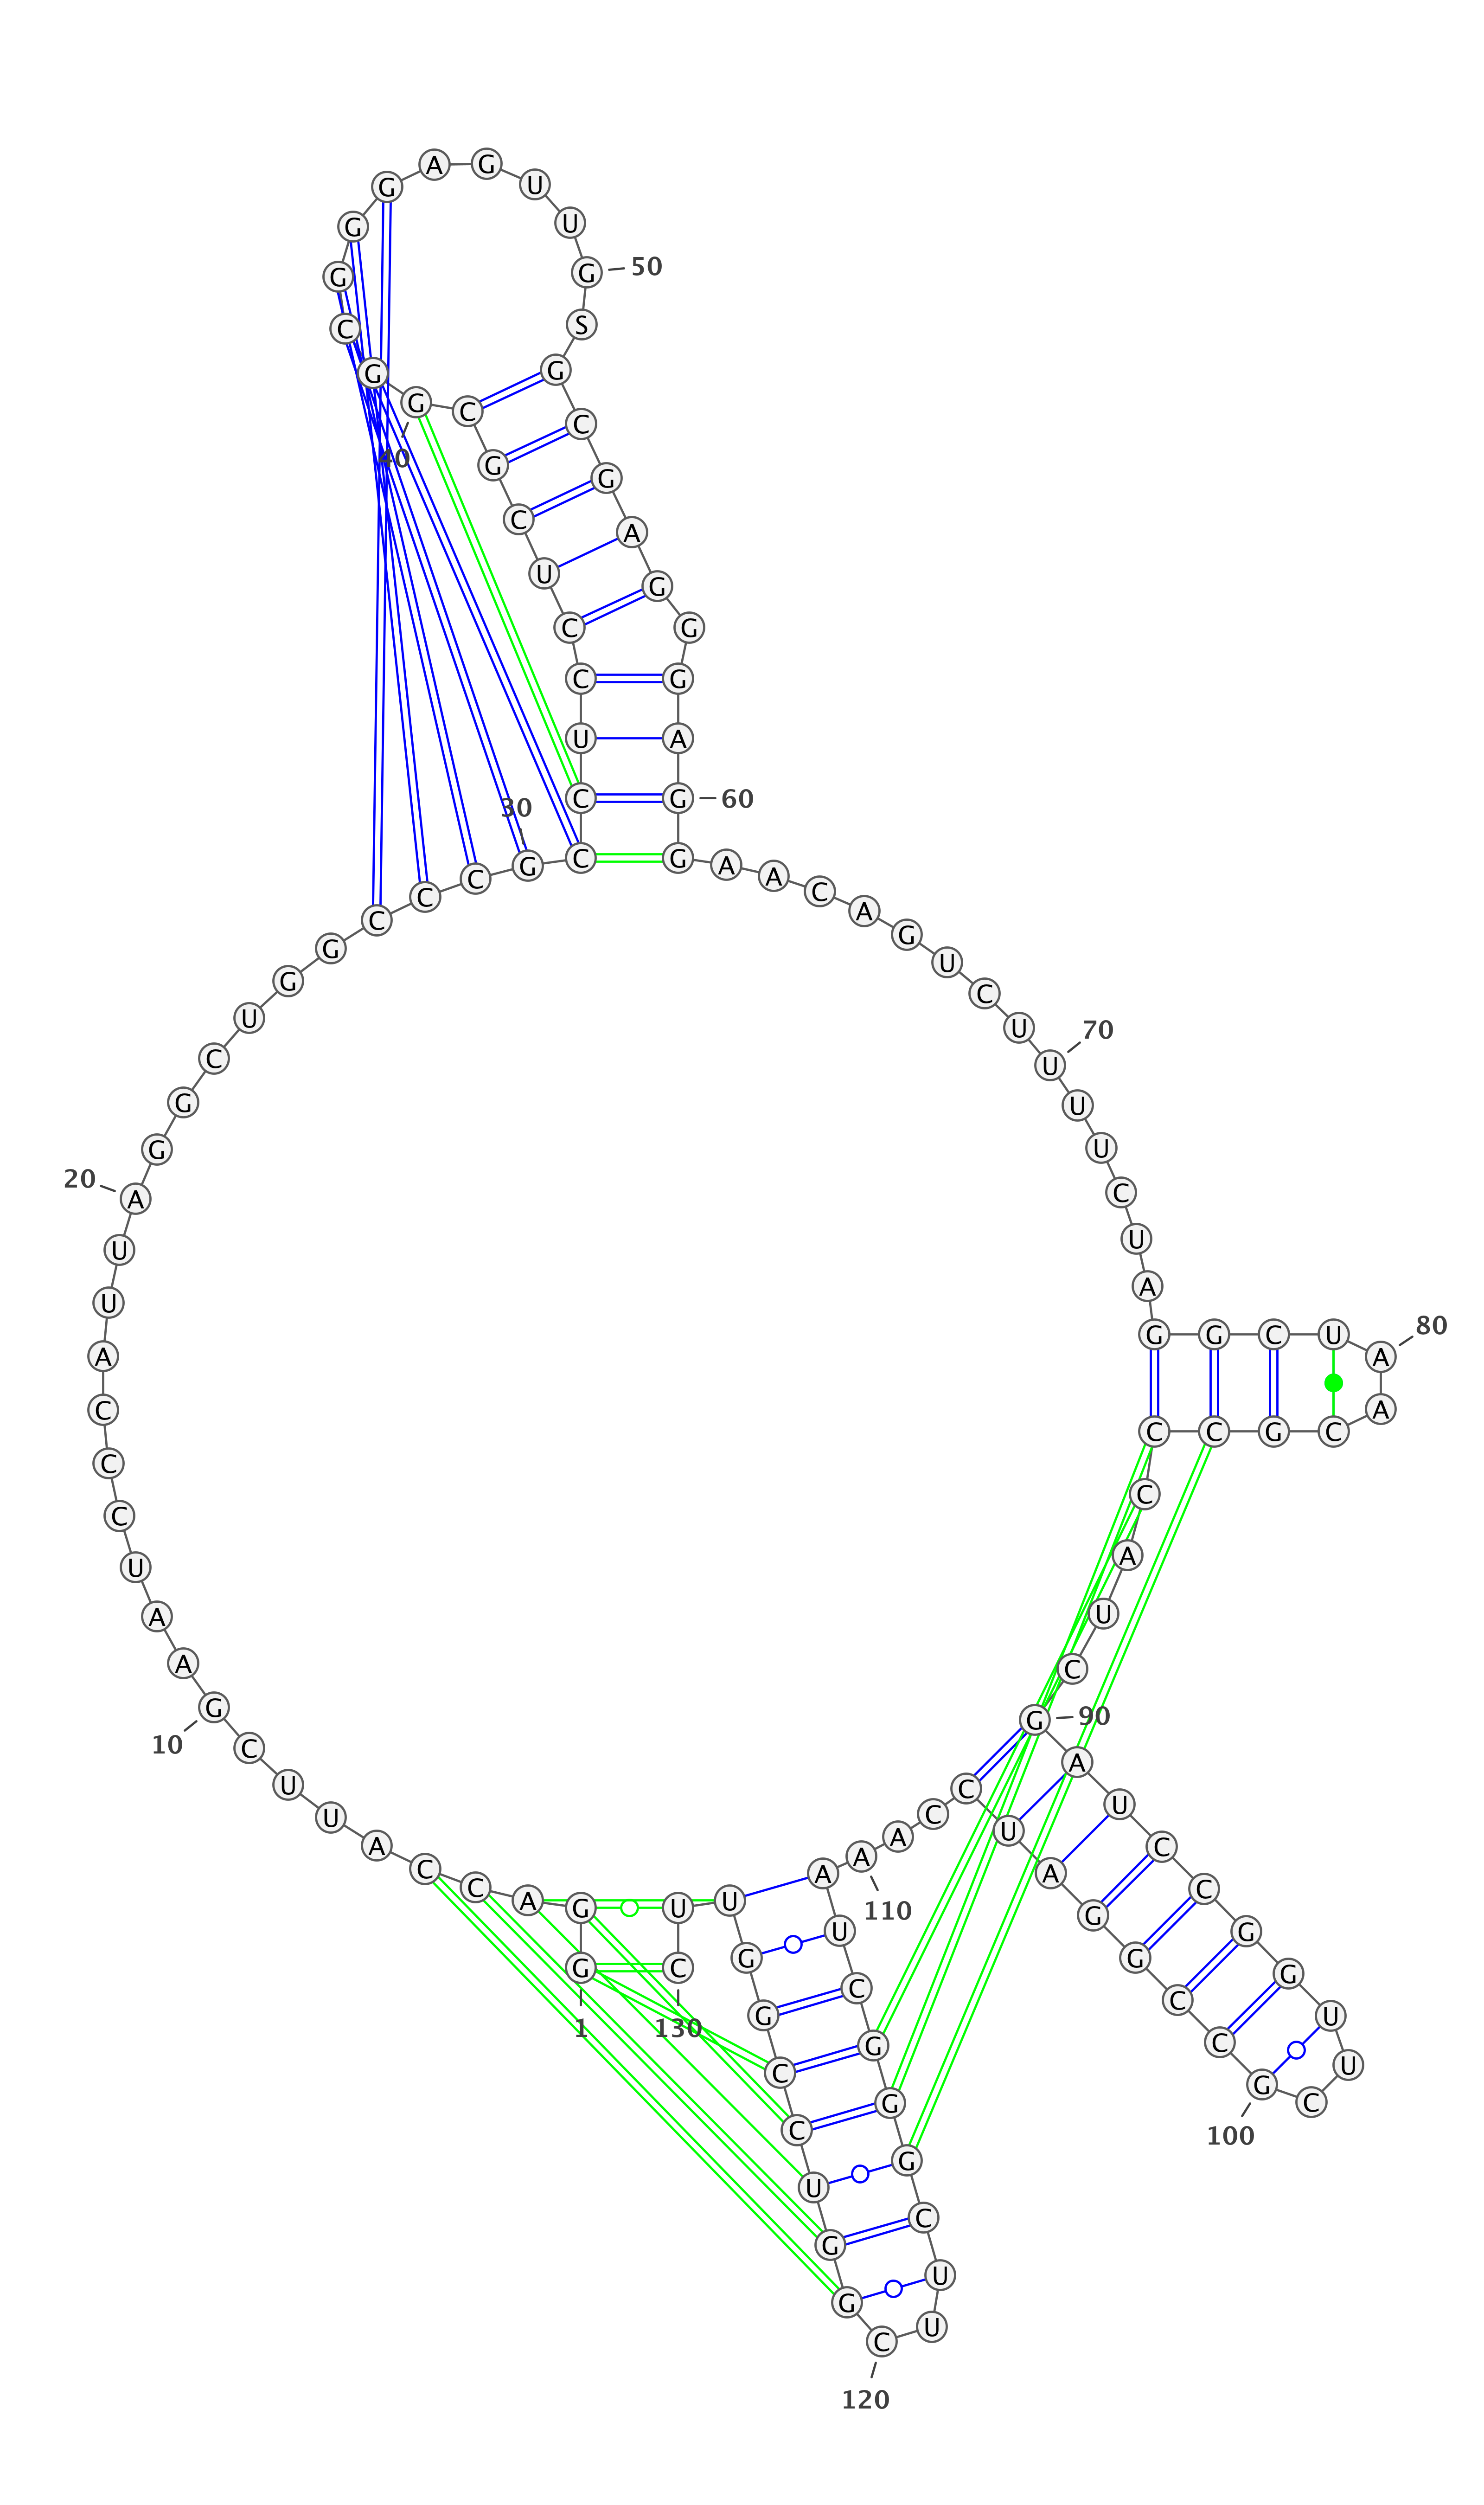 1
G G A C C A U U C G
10
A A U C C C A U U A
20
G G C U G G C C C G
30
C C U C C U C G C G
40
G C G G G A G U U G
50
S G C G A G G G A G
60
G A A C A G U C U U
70
U U C U A G G C U A
80
A C G C C C A U C G
90
A U C C G G U U C G
100
C C G G A U C C A A
110
A U C G G G C U U C
120
G G U C C G G U U C
130